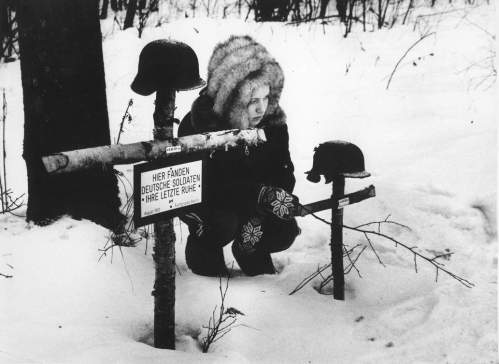 HIER FANDEN
DEUTSCHE SOLDATEN
IHRE LETZTE RUHE